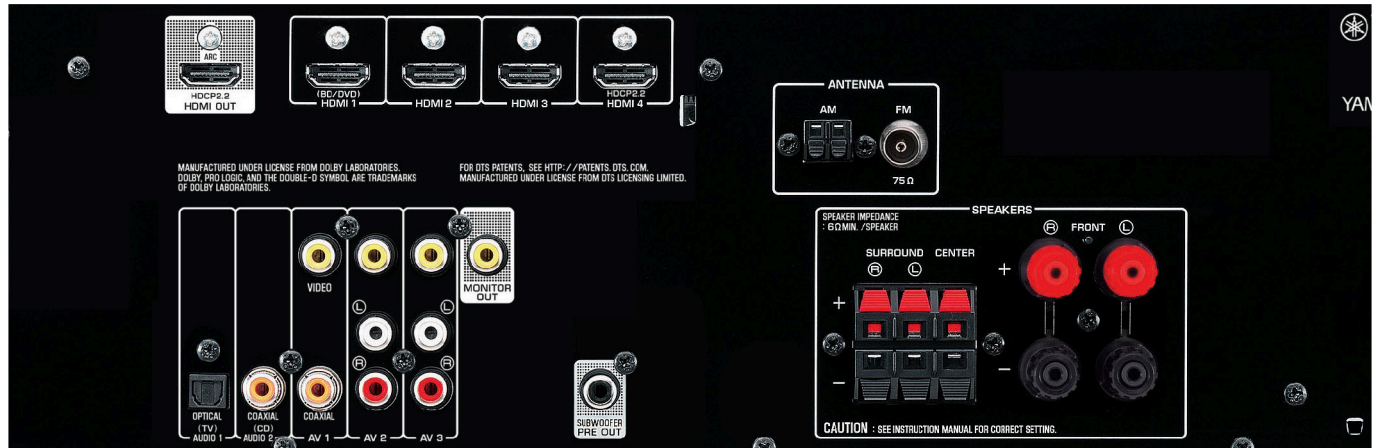 ARC
HDCP2.2
HDMI OUT
(BD/DVD)
HDMI 1
HDMI 2
HDMI 3
HDCP2.2
HDMI 4
MANUFACTURED UNDER LICENSE FROM DOLBY LABORATORIES.
DOLBY, PRO LOGIC, AND THE DOUBLE-D SYMBOL ARE TRADEMARKS
OF DOLBY LABORATORIES.
FOR DTS PATENTS, SEE HTTP://PATENTS.DTS.COM.
MANUFACTURED UNDER LICENSE FROM DTS LICENSING LIMITED.
ANTENNA
AM
FM
75Ω
YAM
VIDEO
MONITOR
OUT
L
L
R
R
OPTICAL
(TV)
AUDIO 1
COAXIAL
(CD)
AUDIO 2
COAXIAL
AV 1
AV 2
AV 3
SUBWOOFER
PRE OUT
SPEAKERS
SPEAKER IMPEDANCE
: 6ΩMIN. /SPEAKER
SURROUND
CENTER
R
L
R FRONT L
+
–
+
–
CAUTION : SEE INSTRUCTION MANUAL FOR CORRECT SETTING.